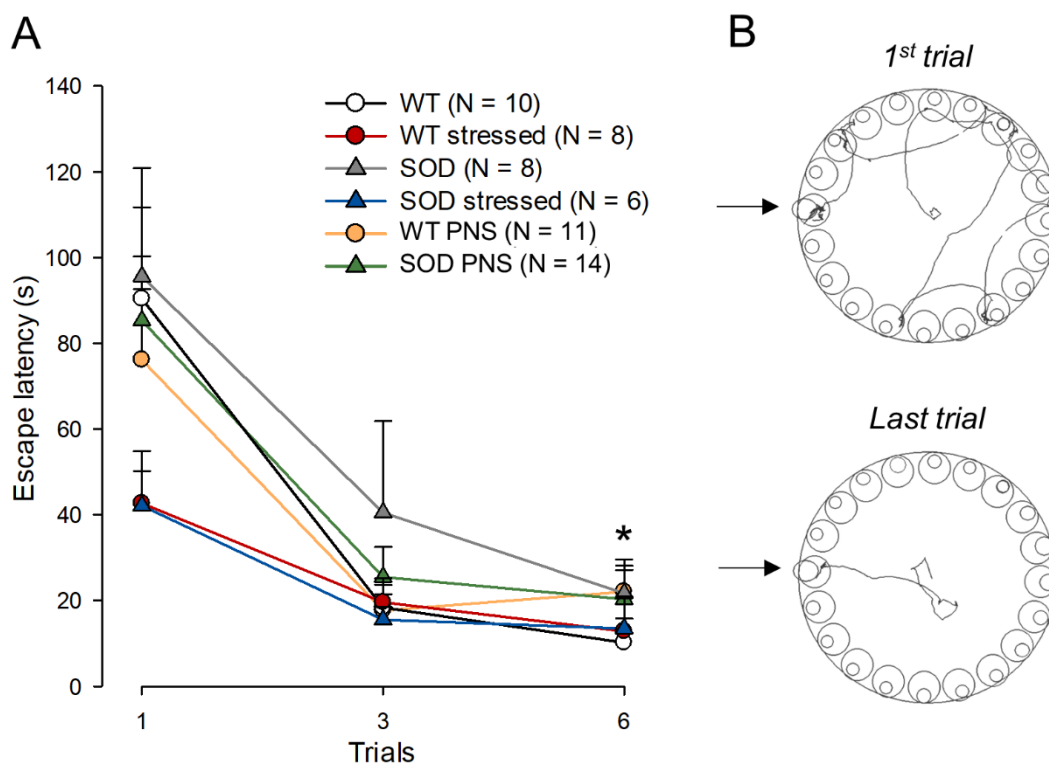 A
B
1st trial
140
120
100
80
60
40
20
0
Escape latency (s)
WT (N = 10)
WT stressed (N = 8)
SOD (N = 8)
SOD stressed (N = 6)
WT PNS (N = 11)
SOD PNS (N = 14)
*
1
3
6
Trials
Last trial